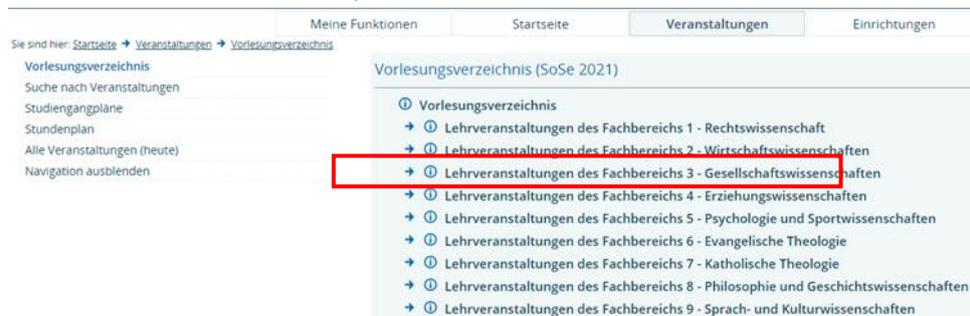 Meine Funktionen Startseite Veranstaltungen Einrichtungen
Sie sind hier: Startseite → Veranstaltungen → Vorlesungsverzeichnis
Vorlesungsverzeichnis
Suche nach Veranstaltungen
Studiengangpläne
Stundenplan
Alle Veranstaltungen (heute)
Navigation ausblenden
Vorlesungsverzeichnis (SoSe 2021)
Vorlesungsverzeichnis
Lehrveranstaltungen des Fachbereichs 1 - Rechtswissenschaft
Lehrveranstaltungen des Fachbereichs 2 - Wirtschaftswissenschaften
Lehrveranstaltungen des Fachbereichs 3 - Gesellschaftswissenschaften
Lehrveranstaltungen des Fachbereichs 4 - Erziehungswissenschaften
Lehrveranstaltungen des Fachbereichs 5 - Psychologie und Sportwissenschaften
Lehrveranstaltungen des Fachbereichs 6 - Evangelische Theologie
Lehrveranstaltungen des Fachbereichs 7 - Katholische Theologie
Lehrveranstaltungen des Fachbereichs 8 - Philosophie und Geschichtswissenschaften
Lehrveranstaltungen des Fachbereichs 9 - Sprach- und Kulturwissenschaften